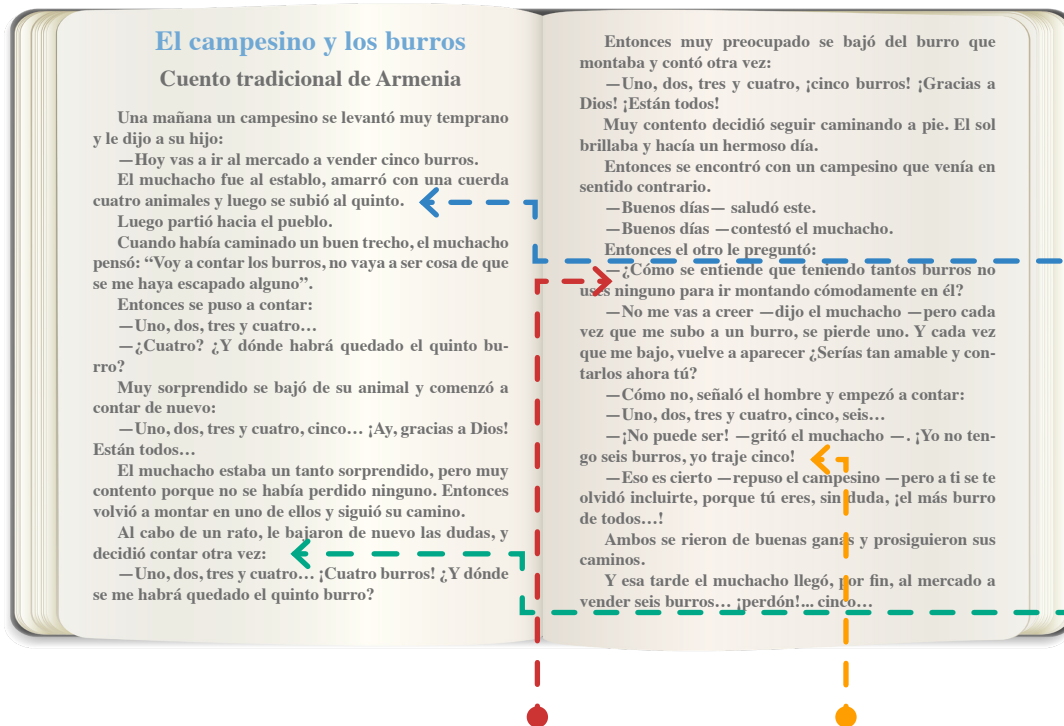 El campesino y los burros
Cuento tradicional de Armenia
Una mañana un campesino se levantó muy temprano
y le dijo a su hijo:
—Hoy vas a ir al mercado a vender cinco burros.
El muchacho fue al establo, amarró con una cuerda
cuatro animales y luego se subió al quinto.
Luego partió hacia el pueblo.
Cuando había caminado un buen trecho, el muchacho
pensó: “Voy a contar los burros, no vaya a ser cosa de que
se me haya escapado alguno”.
Entonces se puso a contar:
—Uno, dos, tres y cuatro…
—¿Cuatro? ¿Y dónde habrá quedado el quinto bu-
rro?
Muy sorprendido se bajó de su animal y comenzó a
contar de nuevo:
—Uno, dos, tres y cuatro, cinco… ¡Ay, gracias a Dios!
Están todos…
El muchacho estaba un tanto sorprendido, pero muy
contento porque no se había perdido ninguno. Entonces
volvió a montar en uno de ellos y siguió su camino.
Al cabo de un rato, le bajaron de nuevo las dudas, y
decidió contar otra vez:
—Uno, dos, tres y cuatro… ¡Cuatro burros! ¿Y dónde
se me habrá quedado el quinto burro?
Entonces muy preocupado se bajó del burro que
montaba y contó otra vez:
—Uno, dos, tres y cuatro, ¡cinco burros! ¡Gracias a
Dios! ¡Están todos!
Muy contento decidió seguir caminando a pie. El sol
brillaba y hacía un hermoso día.
Entonces se encontró con un campesino que venía en
sentido contrario.
—Buenos días— saludó este.
—Buenos días —contestó el muchacho.
Entonces el otro le preguntó:
—¿Cómo se entiende que teniendo tantos burros no
uses ninguno para ir montando cómodamente en él?
—No me vas a creer —dijo el muchacho —pero cada
vez que me subo a un burro, se pierde uno. Y cada vez
que me bajo, vuelve a aparecer ¿Serías tan amable y con-
tarlos ahora tú?
—Cómo no, señaló el hombre y empezó a contar:
—Uno, dos, tres y cuatro, cinco, seis…
—¡No puede ser! —gritó el muchacho —. ¡Yo no ten-
go seis burros, yo traje cinco!
—Eso es cierto —repuso el campesino —pero a ti se te
olvidó incluirte, porque tú eres, sin duda, ¡el más burro
de todos…!
Ambos se rieron de buenas ganas y prosiguieron sus
caminos.
Y esa tarde el muchacho llegó, por fin, al mercado a
vender seis burros… ¡perdón!... cinco…